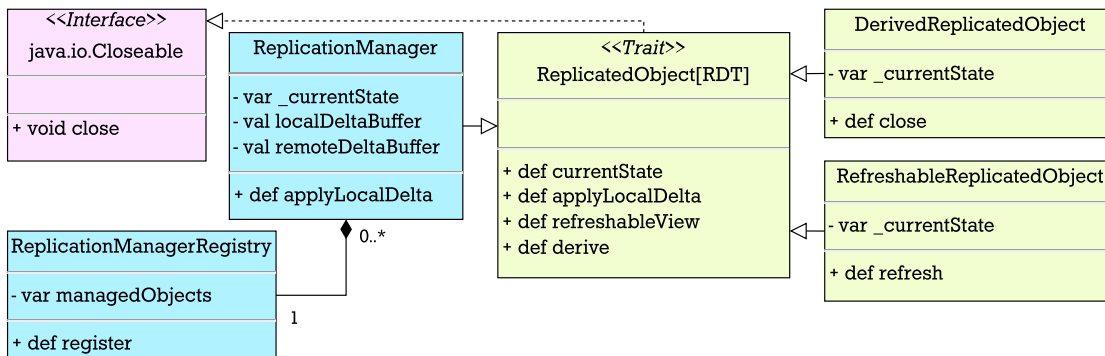 <<Interface>>
java.io.Closeable
+ void close
ReplicationManager
- var _currentState
- val localDeltaBuffer
- val remoteDeltaBuffer
+ def applyLocalDelta
0..*
ReplicationManagerRegistry
- var managedObjects
+ def register
1
<<Trait>>
ReplicatedObject[RDT]
+ def currentState
+ def applyLocalDelta
+ def refreshableView
+ def derive
DerivedReplicatedObject
- var _currentState
+ def close
RefreshableReplicatedObject
- var _currentState
+ def refresh